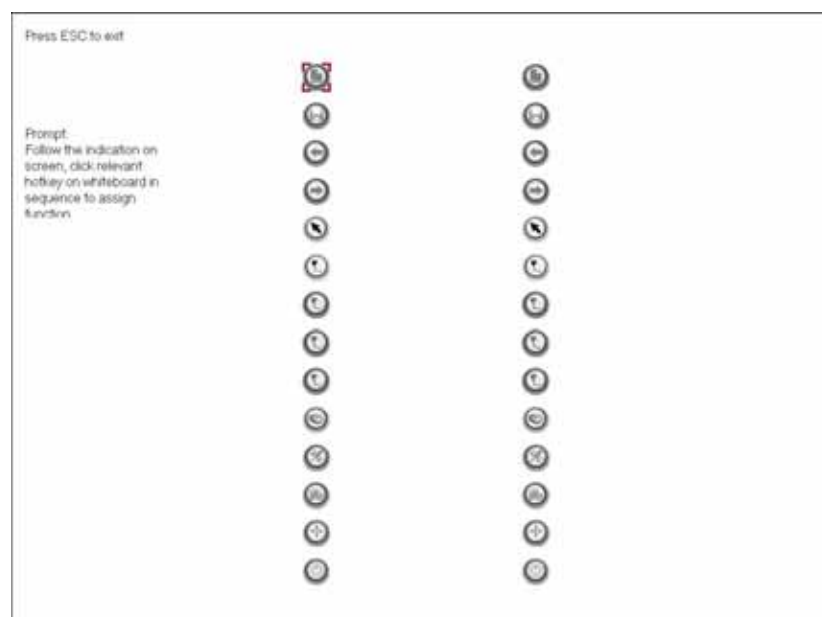 Press ESC to exit
Prompt:
Follow the indication on
screen, click relevant
hotkey on whiteboard in
sequence to assign
function